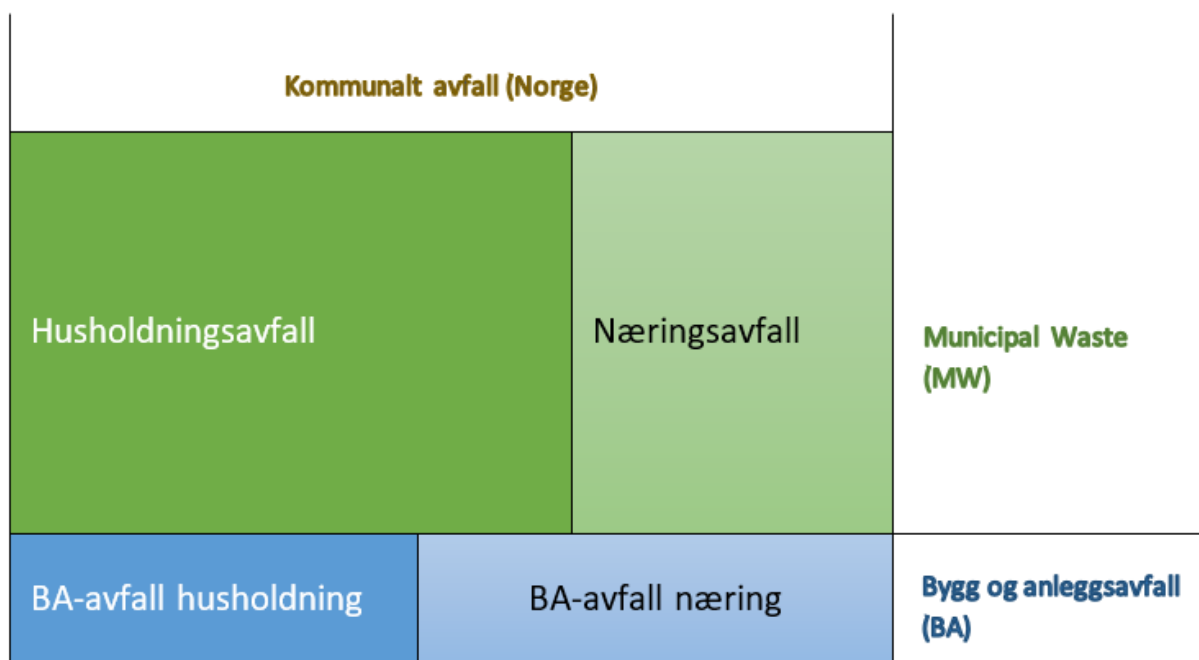 Kommunalt avfall (Norge)
Husholdningsavfall
Næringsavfall
Municipal Waste
(MW)
BA-avfall husholdning
BA-avfall næring
Bygg og anleggsavfall
(BA)